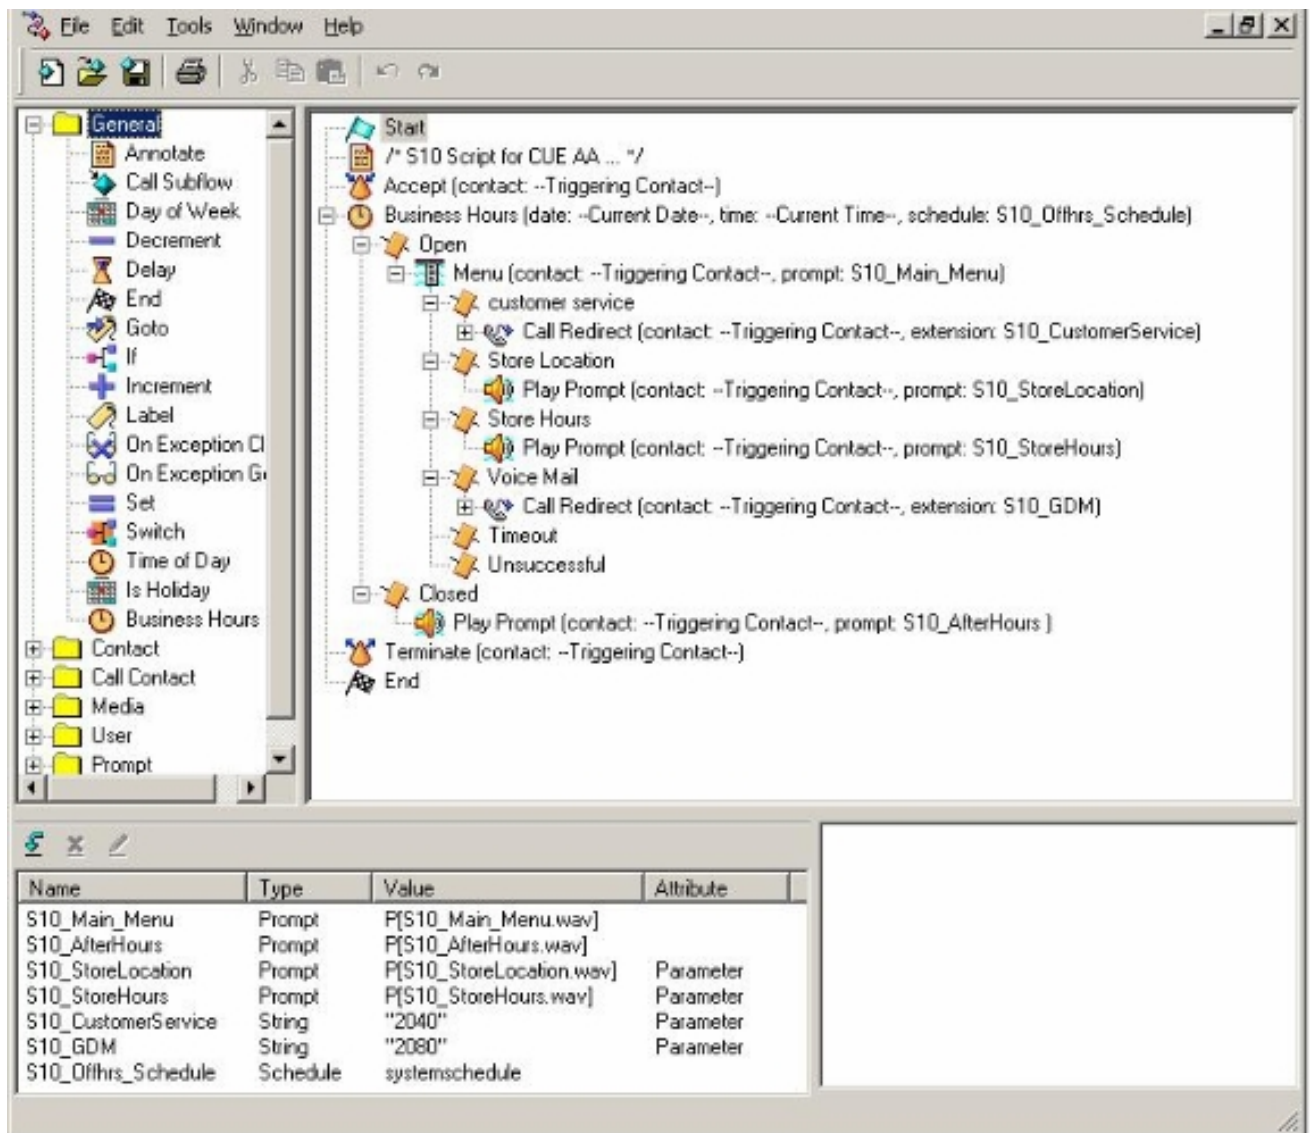 File Edit Tools Window Help
General
Annotate
Call Subflow
Day of Week
Decrement
Delay
End
Goto
If
Increment
Label
On Exception Cl
On Exception G
Set
Switch
Time of Day
Is Holiday
Business Hours
Contact
Call Contact
Media
User
Prompt
Start
/* S10 Script for CUE AA ... */
Accept (contact: --Triggering Contact--)
Business Hours (date: --Current Date--, time: --Current Time--, schedule: S10_Offhrs_Schedule)
Open
Menu (contact: --Triggering Contact--, prompt: S10_Main_Menu)
customer service
Call Redirect (contact: --Triggering Contact--, extension: S10_CustomerService)
Store Location
Play Prompt (contact: --Triggering Contact--, prompt: S10_StoreLocation)
Store Hours
Play Prompt (contact: --Triggering Contact--, prompt: S10_StoreHours)
Voice Mail
Call Redirect (contact: --Triggering Contact--, extension: S10_GDM)
Timeout
Unsuccessful
Closed
Play Prompt (contact: --Triggering Contact--, prompt: S10_AfterHours )
Terminate (contact: --Triggering Contact--)
End
Name Type Value Attribute
S10_Main_Menu Prompt P[S10_Main_Menu.wav]
S10_AfterHours Prompt P[S10_AfterHours.wav]
S10_StoreLocation Prompt P[S10_StoreLocation.wav] Parameter
S10_StoreHours Prompt P[S10_StoreHours.wav] Parameter
S10_CustomerService String "2040" Parameter
S10_GDM String "2080" Parameter
S10_Offhrs_Schedule Schedule systemschedule